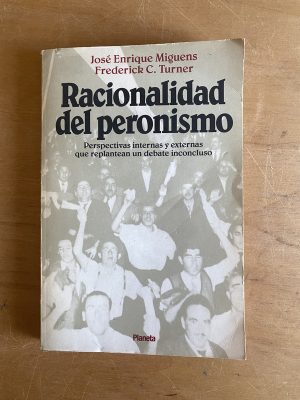 José Enrique Miguens
Frederick C. Turner
Racionalidad
del peronismo
Perspectivas internas y externas
que replantean un debate inconcluso
Planeta